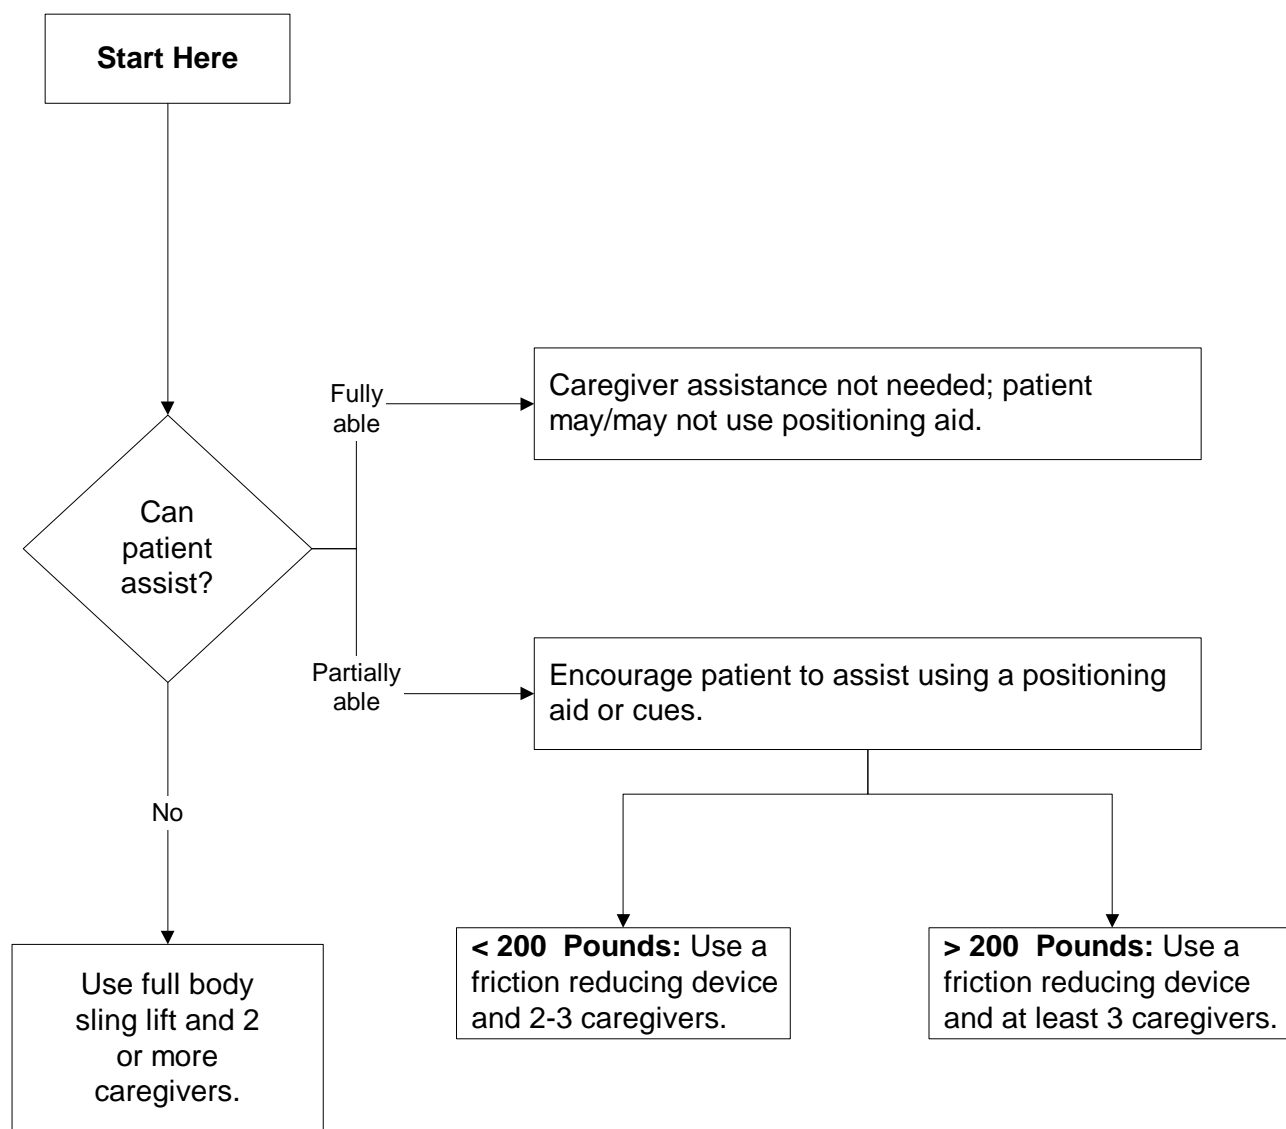 Start Here
Fully
able
Caregiver assistance not needed; patient
may/may not use positioning aid.
Can
patient
assist?
Partially
able
Encourage patient to assist using a positioning
aid or cues.
No
Use full body
sling lift and 2
or more
caregivers.
< 200  Pounds: Use a
friction reducing device
and 2-3 caregivers.
> 200  Pounds: Use a
friction reducing device
and at least 3 caregivers.